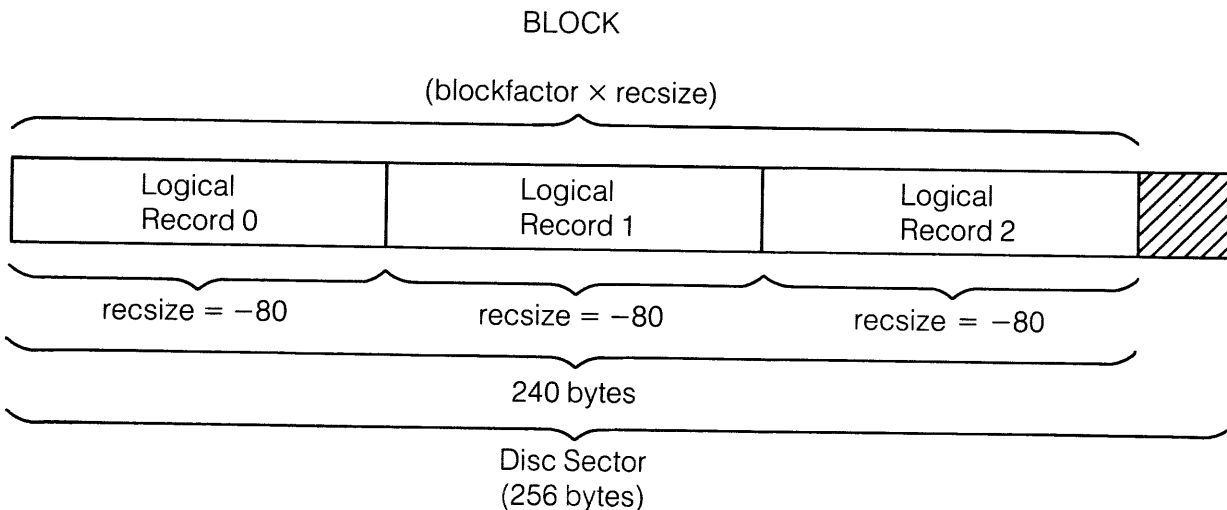 BLOCK
(blockfactor × recsize)
Logical
Record 0
Logical
Record 1
Logical
Record 2
recsize = −80
recsize = −80
recsize = −80
240 bytes
Disc Sector
(256 bytes)